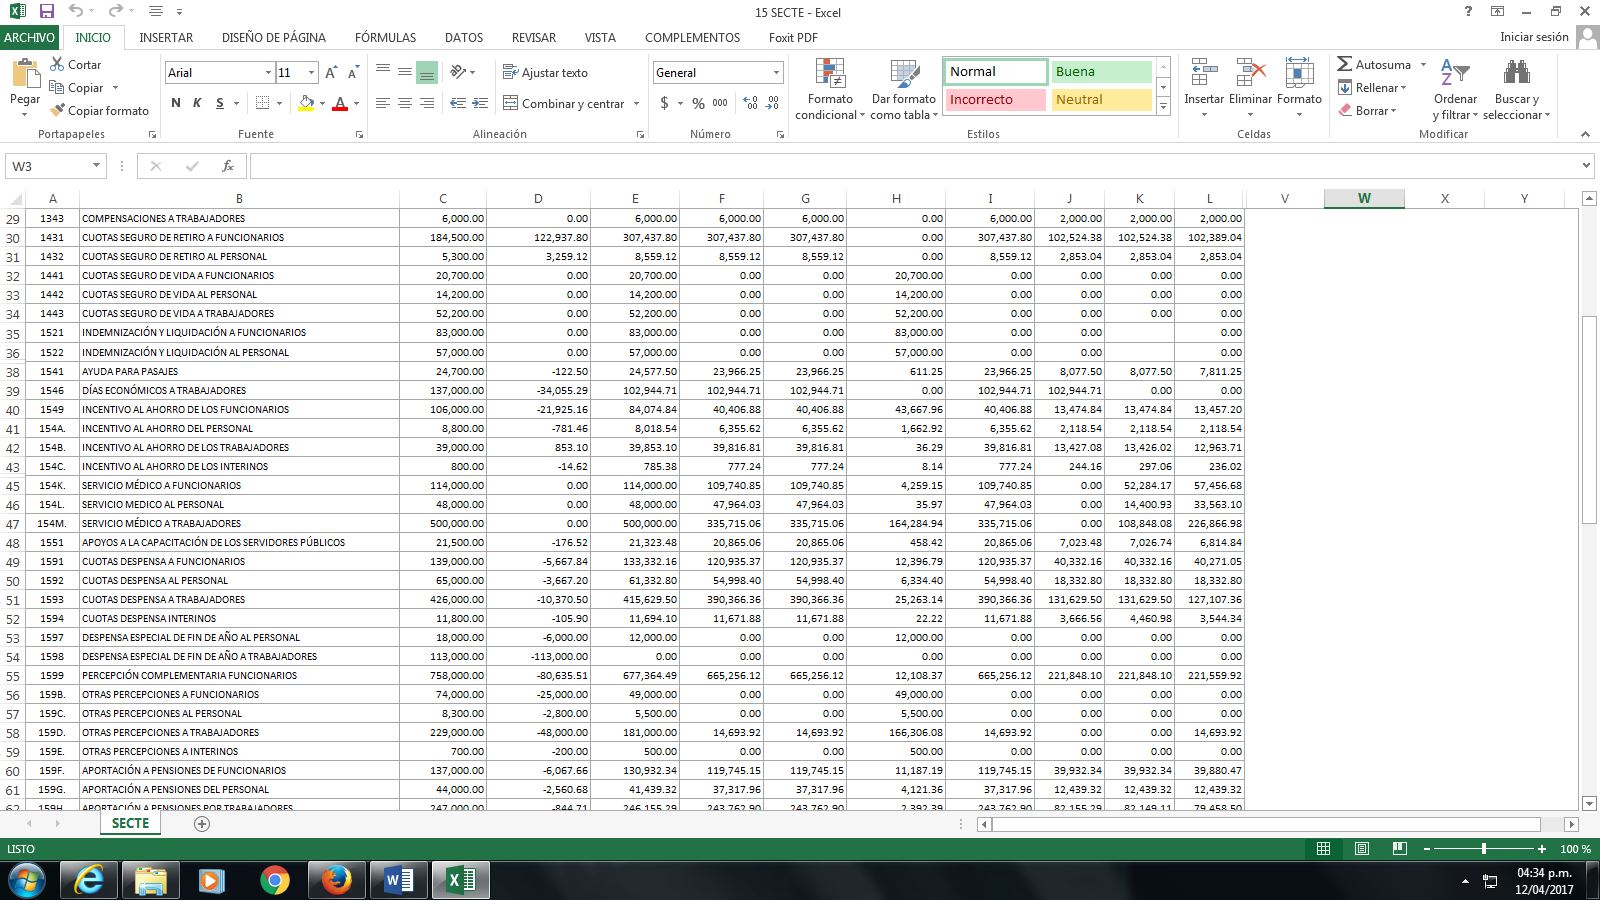 15 SECTE - Excel
?
ARCHIVO INICIO INSERTAR DISEÑO DE PÁGINA FÓRMULAS DATOS REVISAR VISTA COMPLEMENTOS Foxit PDF Iniciar sesión
Pegar Cortar Copiar Copiar formato Portapapeles
Arial 11 N K S A Fuente
Ajustar texto Combinar y centrar Alineación
General $ % 000 Número
Formato condicional Dar formato como tabla Normal Buena Incorrecto Neutral Estilos
Insertar Eliminar Formato Celdas
Autosuma Rellenar Borrar Ordenar y filtrar Buscar y seleccionar Modificar
W3 fx
A B C D E F G H I J K L V W X Y
29 1343 COMPENSACIONES A TRABAJADORES 6,000.00 0.00 6,000.00 6,000.00 6,000.00 0.00 6,000.00 2,000.00 2,000.00 2,000.00
30 1431 CUOTAS SEGURO DE RETIRO A FUNCIONARIOS 184,500.00 122,937.80 307,437.80 307,437.80 307,437.80 0.00 307,437.80 102,524.38 102,524.38 102,389.04
31 1432 CUOTAS SEGURO DE RETIRO AL PERSONAL 5,300.00 3,259.12 8,559.12 8,559.12 8,559.12 0.00 8,559.12 2,853.04 2,853.04 2,853.04
32 1441 CUOTAS SEGURO DE VIDA A FUNCIONARIOS 20,700.00 0.00 20,700.00 0.00 0.00 20,700.00 0.00 0.00 0.00 0.00
33 1442 CUOTAS SEGURO DE VIDA AL PERSONAL 14,200.00 0.00 14,200.00 0.00 0.00 14,200.00 0.00 0.00 0.00 0.00
34 1443 CUOTAS SEGURO DE VIDA A TRABAJADORES 52,200.00 0.00 52,200.00 0.00 0.00 52,200.00 0.00 0.00 0.00 0.00
35 1521 INDEMNIZACIÓN Y LIQUIDACIÓN A FUNCIONARIOS 83,000.00 0.00 83,000.00 0.00 0.00 83,000.00 0.00 0.00 0.00
36 1522 INDEMNIZACIÓN Y LIQUIDACIÓN AL PERSONAL 57,000.00 0.00 57,000.00 0.00 0.00 57,000.00 0.00 0.00 0.00
38 1541 AYUDA PARA PASAJES 24,700.00 -122.50 24,577.50 23,966.25 23,966.25 611.25 23,966.25 8,077.50 8,077.50 7,811.25
39 1546 DÍAS ECONÓMICOS A TRABAJADORES 137,000.00 -34,055.29 102,944.71 102,944.71 102,944.71 0.00 102,944.71 102,944.71 0.00 0.00
40 1549 INCENTIVO AL AHORRO DE LOS FUNCIONARIOS 106,000.00 -21,925.16 84,074.84 40,406.88 40,406.88 43,667.96 40,406.88 13,474.84 13,474.84 13,457.20
41 154A. INCENTIVO AL AHORRO DEL PERSONAL 8,800.00 -781.46 8,018.54 6,355.62 6,355.62 1,662.92 6,355.62 2,118.54 2,118.54 2,118.54
42 154B. INCENTIVO AL AHORRO DE LOS TRABAJADORES 39,000.00 853.10 39,853.10 39,816.81 39,816.81 36.29 39,816.81 13,427.08 13,426.02 12,963.71
43 154C. INCENTIVO AL AHORRO DE LOS INTERINOS 800.00 -14.62 785.38 777.24 777.24 8.14 777.24 244.16 297.06 236.02
45 154K. SERVICIO MÉDICO A FUNCIONARIOS 114,000.00 0.00 114,000.00 109,740.85 109,740.85 4,259.15 109,740.85 0.00 52,284.17 57,456.68
46 154L. SERVICIO MEDICO AL PERSONAL 48,000.00 0.00 48,000.00 47,964.03 47,964.03 35.97 47,964.03 0.00 14,400.93 33,563.10
47 154M. SERVICIO MÉDICO A TRABAJADORES 500,000.00 0.00 500,000.00 335,715.06 335,715.06 164,284.94 335,715.06 0.00 108,848.08 226,866.98
48 1551 APOYOS A LA CAPACITACIÓN DE LOS SERVIDORES PÚBLICOS 21,500.00 -176.52 21,323.48 20,865.06 20,865.06 458.42 20,865.06 7,023.48 7,026.74 6,814.84
49 1591 CUOTAS DESPENSA A FUNCIONARIOS 139,000.00 -5,667.84 133,332.16 120,935.37 120,935.37 12,396.79 120,935.37 40,332.16 40,332.16 40,271.05
50 1592 CUOTAS DESPENSA AL PERSONAL 65,000.00 -3,667.20 61,332.80 54,998.40 54,998.40 6,334.40 54,998.40 18,332.80 18,332.80 18,332.80
51 1593 CUOTAS DESPENSA A TRABAJADORES 426,000.00 -10,370.50 415,629.50 390,366.36 390,366.36 25,263.14 390,366.36 131,629.50 131,629.50 127,107.36
52 1594 CUOTAS DESPENSA INTERINOS 11,800.00 -105.90 11,694.10 11,671.88 11,671.88 22.22 11,671.88 3,666.56 4,460.98 3,544.34
53 1597 DESPENSA ESPECIAL DE FIN DE AÑO AL PERSONAL 18,000.00 -6,000.00 12,000.00 0.00 0.00 12,000.00 0.00 0.00 0.00 0.00
54 1598 DESPENSA ESPECIAL DE FIN DE AÑO A TRABAJADORES 113,000.00 -113,000.00 0.00 0.00 0.00 0.00 0.00 0.00 0.00 0.00
55 1599 PERCEPCIÓN COMPLEMENTARIA FUNCIONARIOS 758,000.00 -80,635.51 677,364.49 665,256.12 665,256.12 12,108.37 665,256.12 221,848.10 221,848.10 221,559.92
56 159B. OTRAS PERCEPCIONES A FUNCIONARIOS 74,000.00 -25,000.00 49,000.00 0.00 0.00 49,000.00 0.00 0.00 0.00 0.00
57 159C. OTRAS PERCEPCIONES AL PERSONAL 8,300.00 -2,800.00 5,500.00 0.00 0.00 5,500.00 0.00 0.00 0.00 0.00
58 159D. OTRAS PERCEPCIONES A TRABAJADORES 229,000.00 -48,000.00 181,000.00 14,693.92 14,693.92 166,306.08 14,693.92 0.00 0.00 14,693.92
59 159E. OTRAS PERCEPCIONES A INTERINOS 700.00 -200.00 500.00 0.00 0.00 500.00 0.00 0.00 0.00 0.00
60 159F. APORTACIÓN A PENSIONES DE FUNCIONARIOS 137,000.00 -6,067.66 130,932.34 119,745.15 119,745.15 11,187.19 119,745.15 39,932.34 39,932.34 39,880.47
61 159G. APORTACIÓN A PENSIONES DEL PERSONAL 44,000.00 -2,560.68 41,439.32 37,317.96 37,317.96 4,121.36 37,317.96 12,439.32 12,439.32 12,439.32
62 159H. APORTACIÓN A PENSIONES POR TRABAJADORES 247,000.00 -844.71 246,155.29 243,762.90 243,762.90 2,392.39 243,762.90 82,155.29 82,149.11 79,458.50
SECTE
LISTO 100 %
04:34 p.m.
12/04/2017